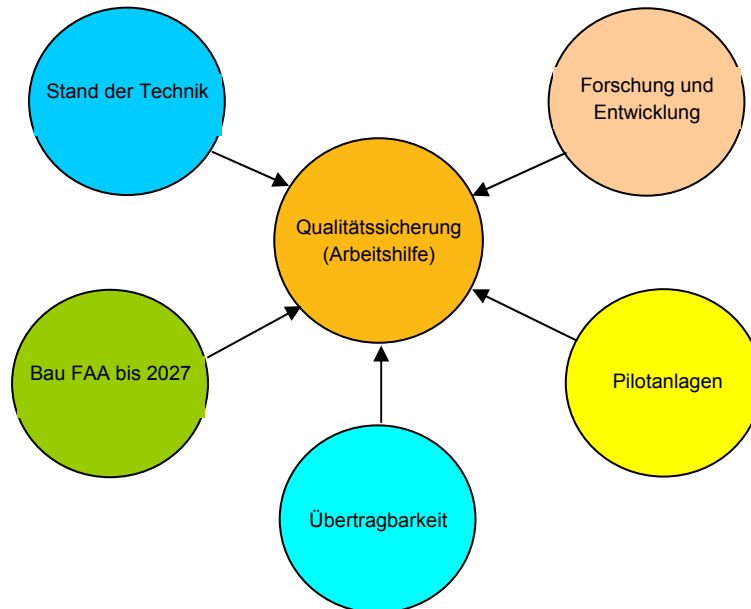 Stand der Technik
Forschung und
Entwicklung
Qualitätssicherung
(Arbeitshilfe)
Bau FAA bis 2027
Pilotanlagen
Übertragbarkeit